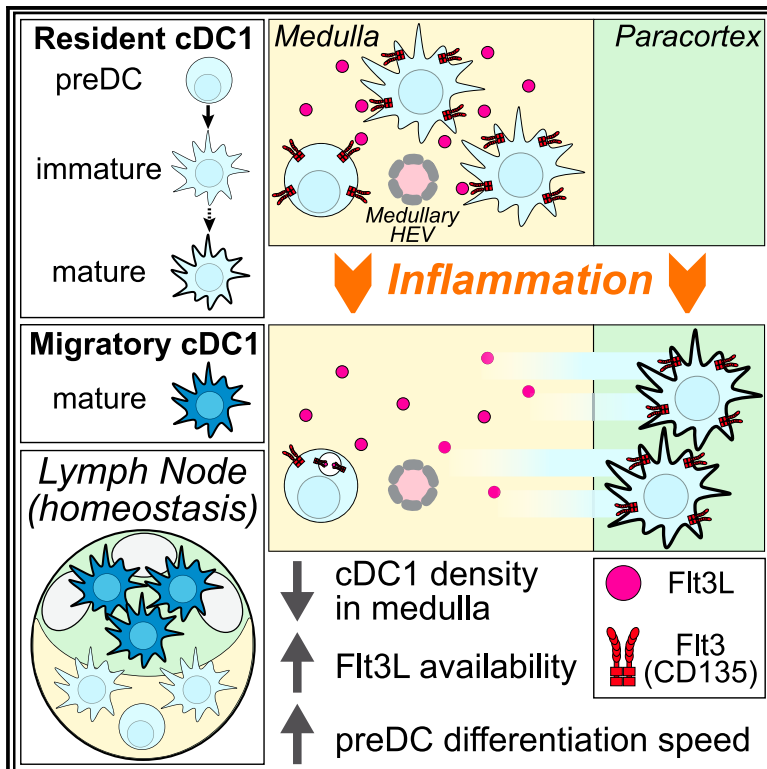 Resident cDC1
preDC
immature
mature
Migratory cDC1
mature
Lymph Node
(homeostasis)
Medulla
Paracortex
Medullary
HEV
Inflammation
cDC1 density
in medulla
Flt3L availability
preDC differentiation speed
Flt3L
Flt3
(CD135)